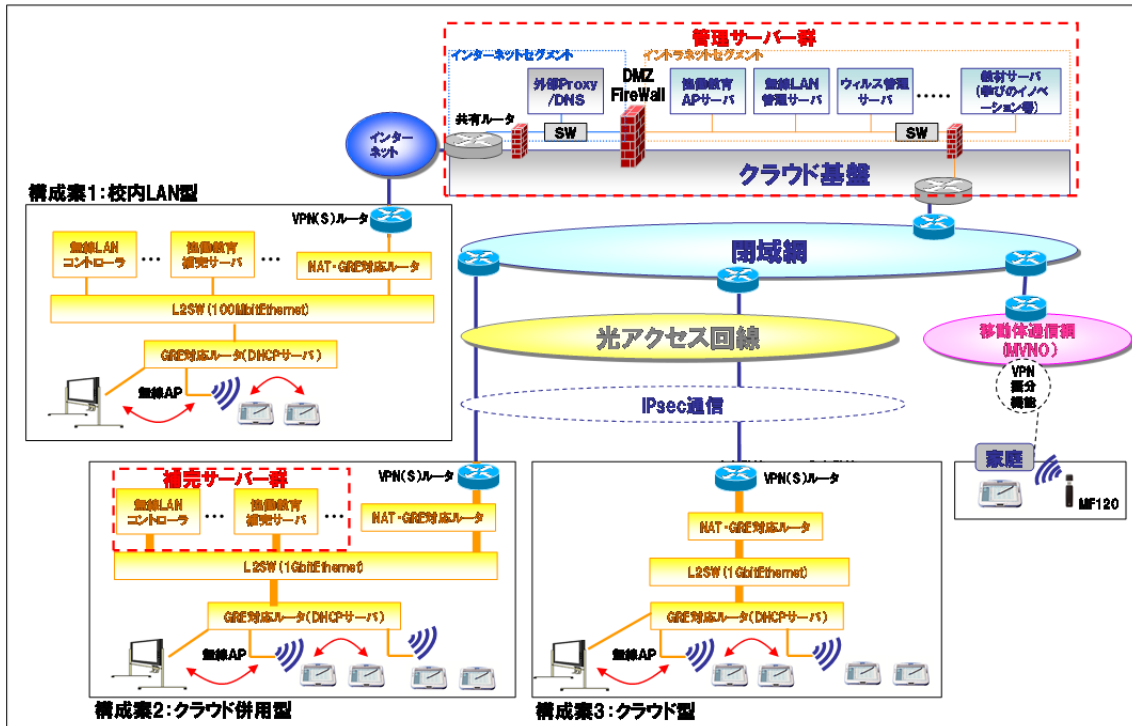 管理サーバー群
インターネットセグメント
イントラネットセグメント
外部Proxy
/DNS
DMZ
FireWall
協働教育
APサーバ
無線LAN
管理サーバ
ウィルス管理
サーバ
・・・・・
教材サーバ
(学びのイノベ
ーション等)
共有ルータ
SW
SW
インター
ネット
クラウド基盤
構成案1:校内LAN型
VPN(S)ルータ
無線LAN
コントローラ
・・・
協働教育
補完サーバ
・・・
NAT・GRE対応ルータ
L2SW(100MbitEthernet)
GRE対応ルータ(DHCPサーバ)
無線AP
閉域網
光アクセス回線
IPsec通信
移動体通信網
(MVNO)
VPN
区分
機能
家庭
MF120
補完サーバー群
VPN(S)ルータ
無線LAN
コントローラ
・・・
協働教育
補完サーバ
・・・
NAT・GRE対応ルータ
L2SW(1GbitEthernet)
GRE対応ルータ(DHCPサーバ)
無線AP
構成案2:クラウド併用型
VPN(S)ルータ
NAT・GRE対応ルータ
L2SW(1GbitEthernet)
GRE対応ルータ(DHCPサーバ)
無線AP
構成案3:クラウド型